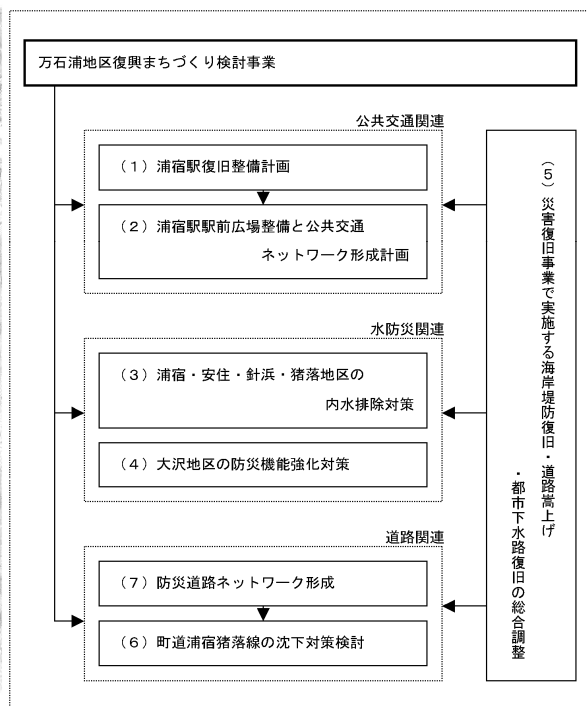 万石浦地区復興まちづくり検討事業
公共交通関連
（１）浦宿駅復旧整備計画
（２）浦宿駅駅前広場整備と公共交通
ネットワーク形成計画
水防災関連
（３）浦宿・安住・針浜・猪落地区の
内水排除対策
（４）大沢地区の防災機能強化対策
道路関連
（７）防災道路ネットワーク形成
（６）町道浦宿猪落線の沈下対策検討
（５）災害復旧事業で実施する海岸堤防復旧・道路嵩上げ
・都市下水路復旧の総合調整